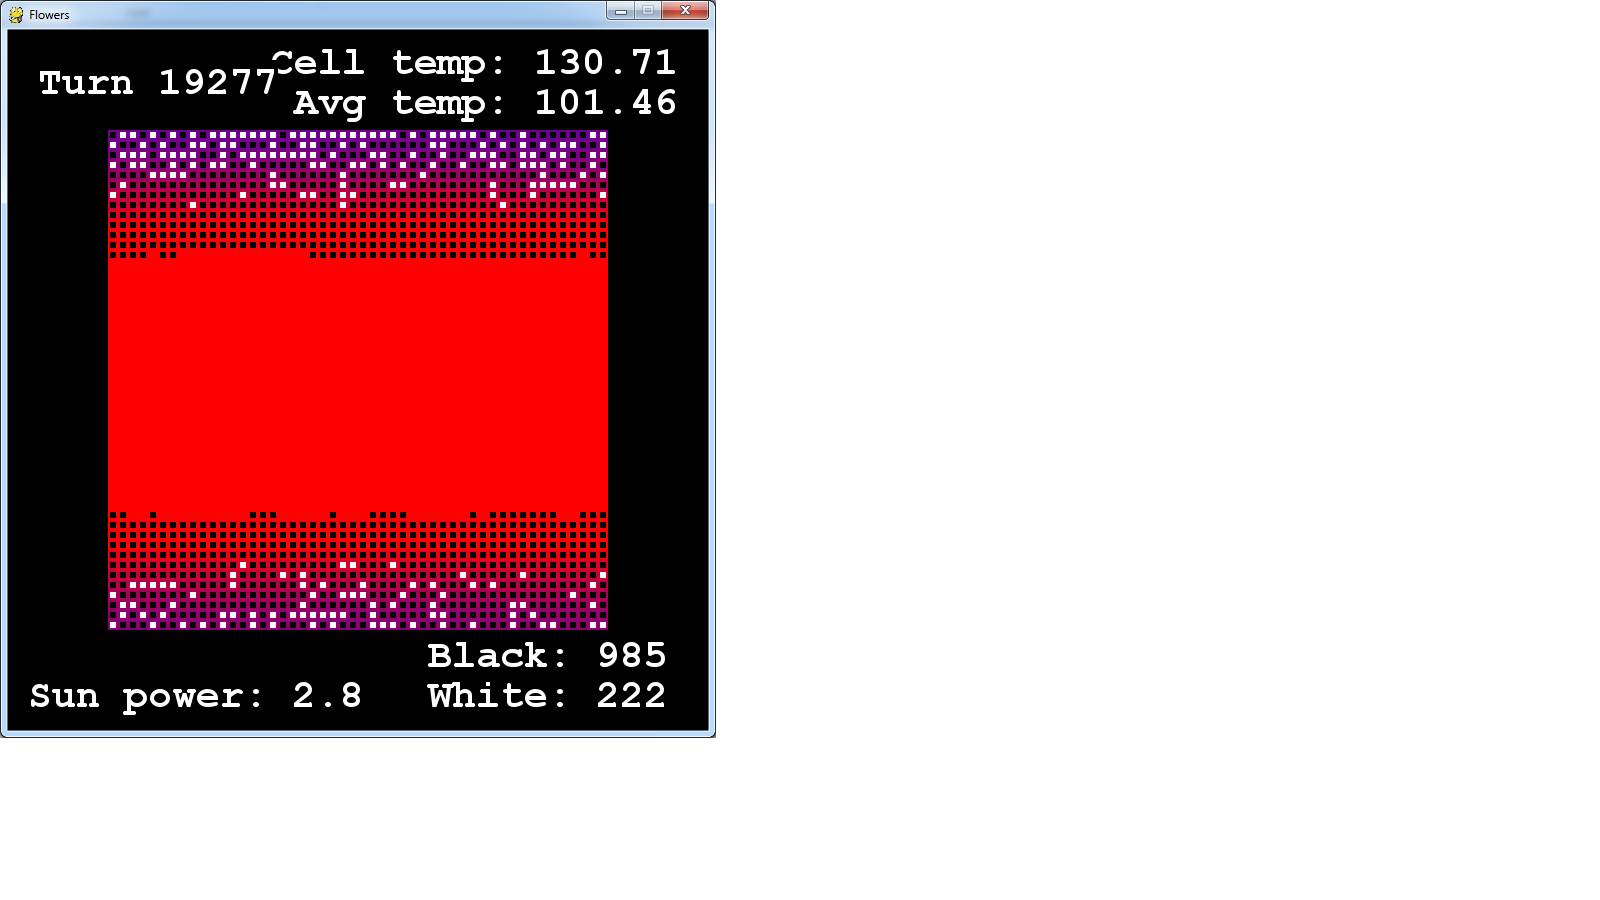 Flowers
Turn 19277
Cell temp: 130.71
Avg temp: 101.46
Black: 985
Sun power: 2.8
White: 222